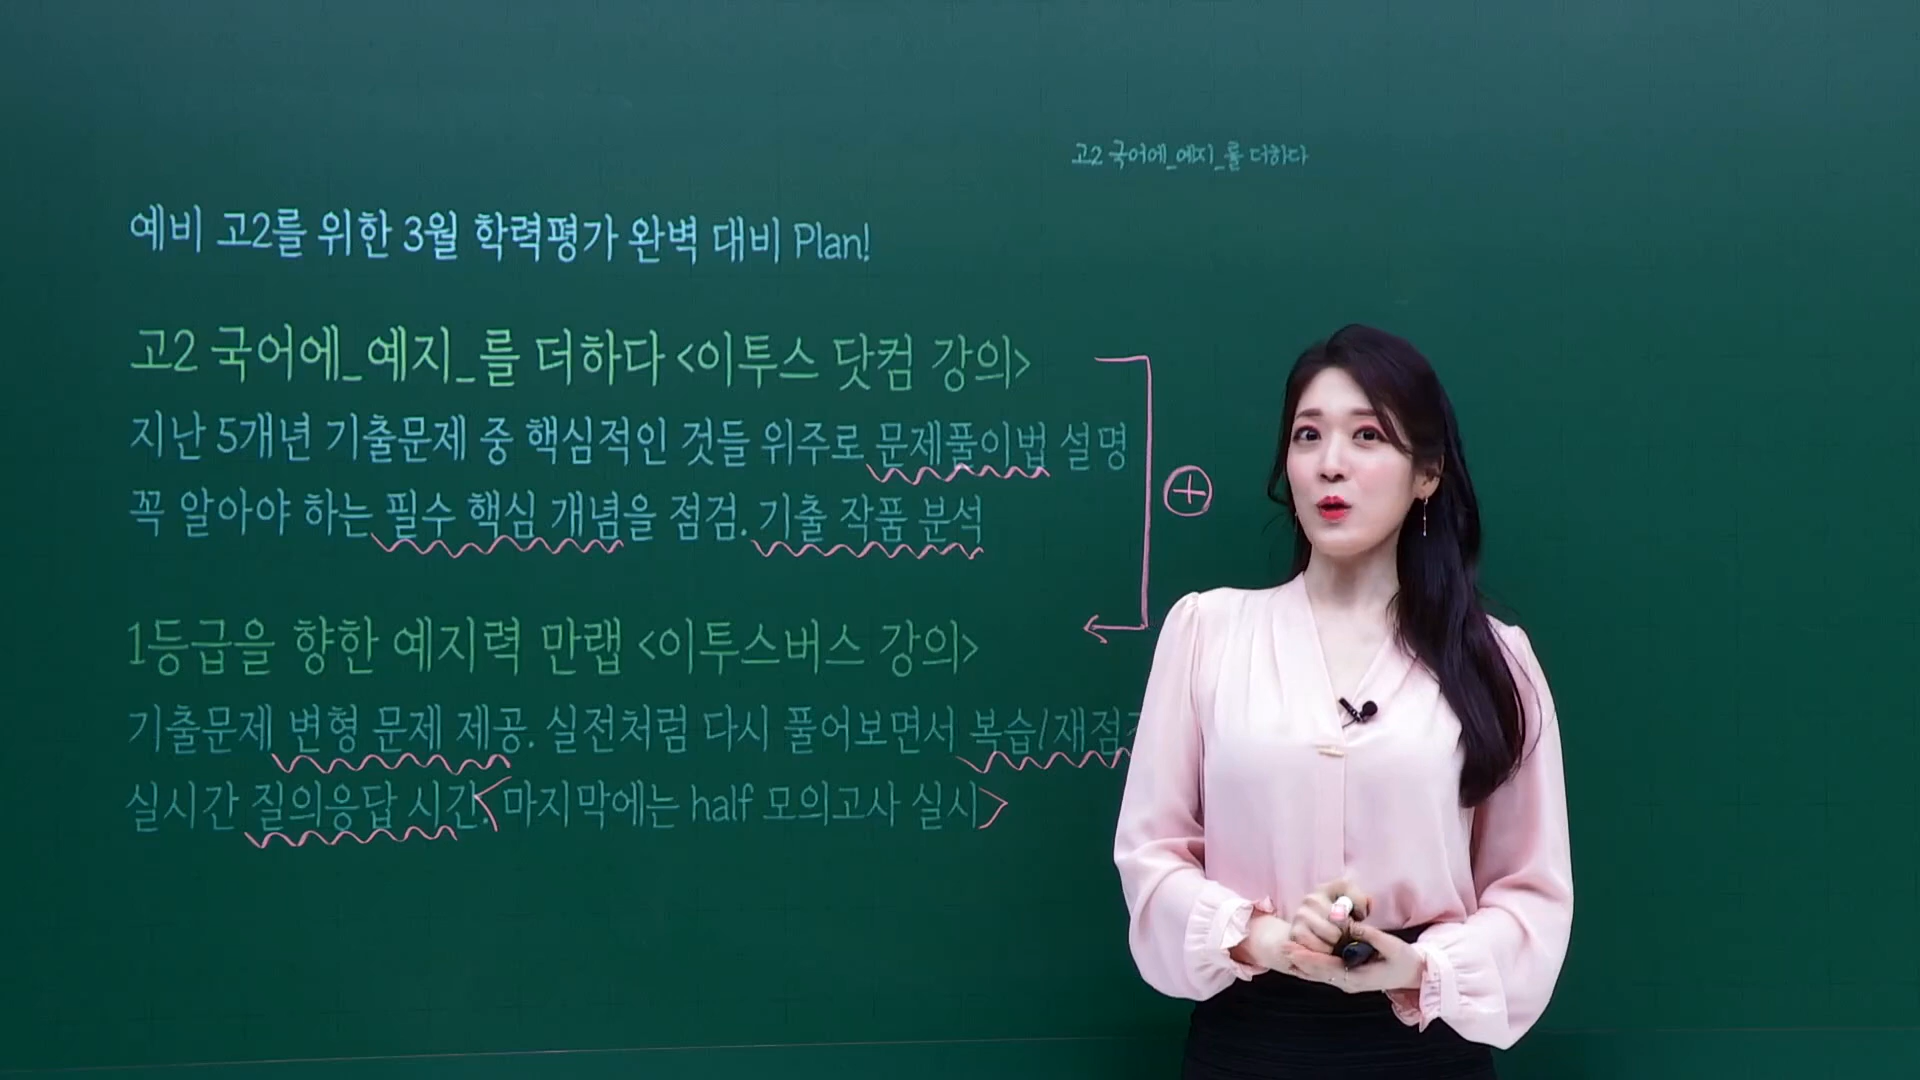 고2 국어에_예지_를 더하다
예비 고2를 위한 3월 학력평가 완벽 대비 Plan!
고2 국어에_예지_를 더하다 <이투스 닷컴 강의>
지난 5개년 기출문제 중 핵심적인 것들 위주로 문제풀이법 설명
꼭 알아야 하는 필수 핵심 개념을 점검. 기출 작품 분석
1등급을 향한 예지력 만랩 <이투스버스 강의>
기출문제 변형 문제 제공. 실전처럼 다시 풀어보면서 복습/재점
실시간 질의응답 시간. 마지막에는 half 모의고사 실시